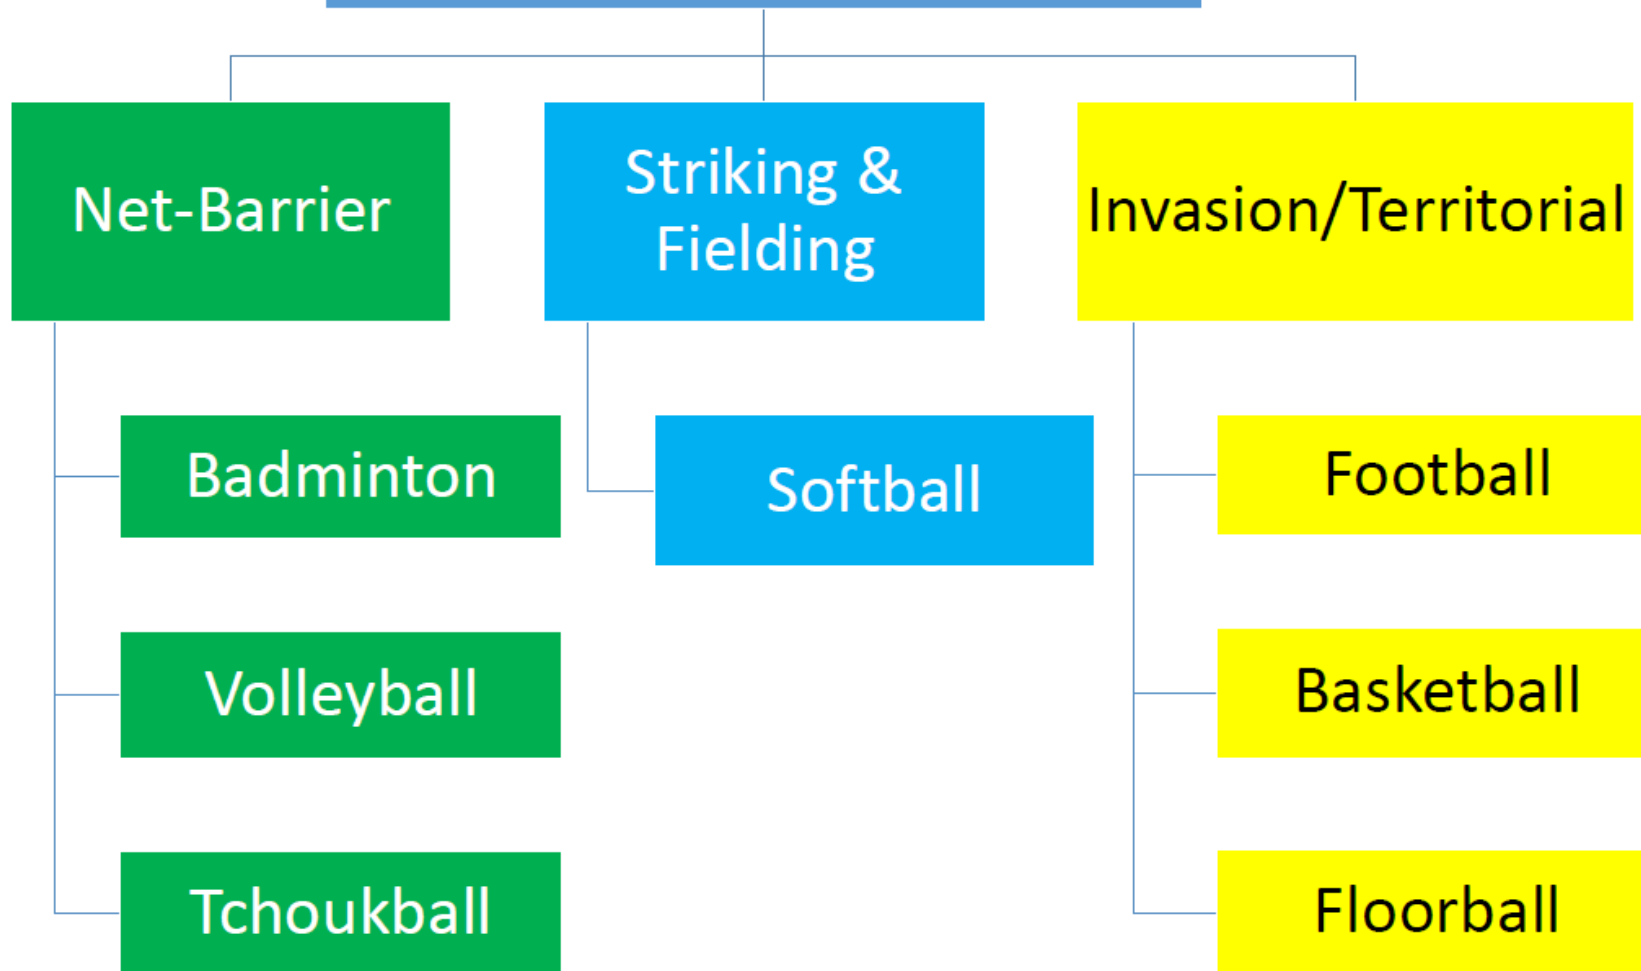 Net-Barrier
Striking &
Fielding
Invasion/Territorial
Badminton
Softball
Football
Volleyball
Basketball
Tchoukball
Floorball